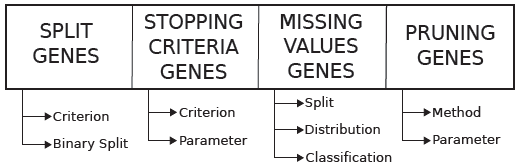 SPLIT
GENES
STOPPING
CRITERIA
GENES
MISSING
VALUES
GENES
PRUNING
GENES
Criterion
Binary Split
Criterion
Parameter
Split
Distribution
Classification
Method
Parameter